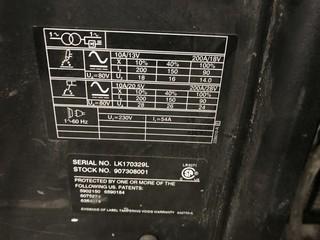 10A/13V 200A/18V
X 10% 40% 100%
I₂ 200 150 90
U₀=80V U₂ 18 16 14.0
10A/20.5V 200A/28V
X 10% 40% 100%
I₂ 200 150 90
U₀=80V U₂ 28 26 24
1~60 Hz U₁=230V I₁=54A
SERIAL NO. LK170329L
STOCK NO. 907308001
PROTECTED BY ONE OR MORE OF THE
FOLLOWING US. PATENTS:
5902150 6590184